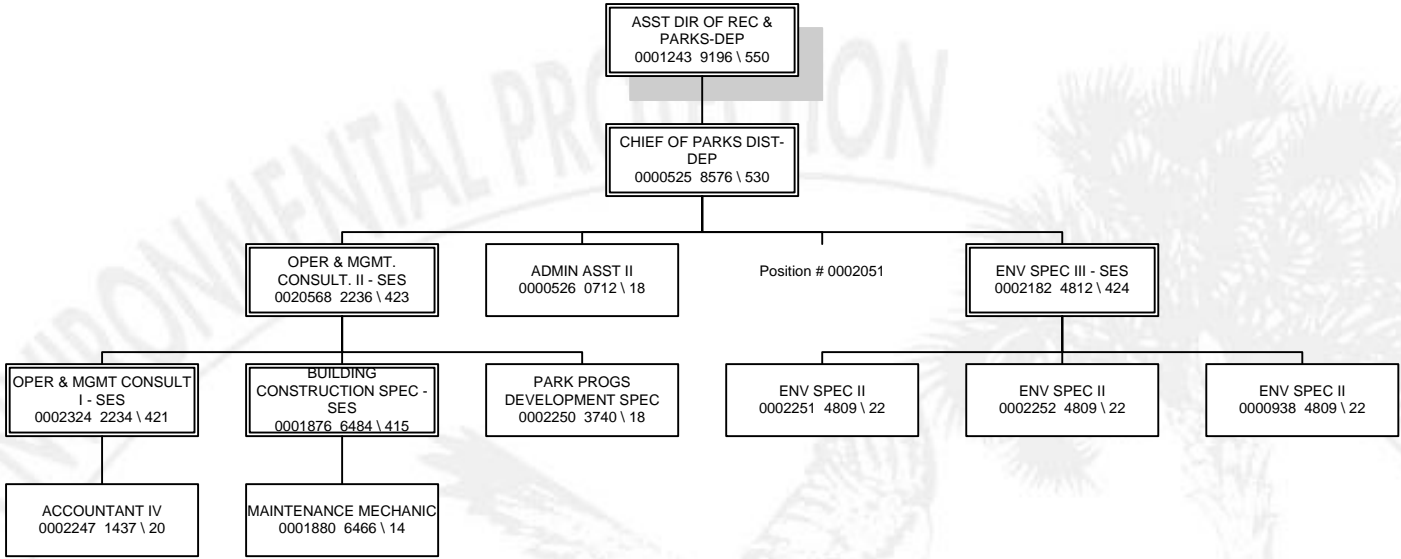 ASST DIR OF REC &
PARKS-DEP
0001243 9196 \ 550
CHIEF OF PARKS DIST-
DEP
0000525 8576 \ 530
OPER & MGMT.
CONSULT. II - SES
0020568 2236 \ 423
ADMIN ASST II
0000526 0712 \ 18
Position # 0002051
ENV SPEC III - SES
0002182 4812 \ 424
OPER & MGMT CONSULT
I - SES
0002324 2234 \ 421
BUILDING
CONSTRUCTION SPEC -
SES
0001876 6484 \ 415
PARK PROGS
DEVELOPMENT SPEC
0002250 3740 \ 18
ENV SPEC II
0002251 4809 \ 22
ENV SPEC II
0002252 4809 \ 22
ENV SPEC II
0000938 4809 \ 22
ACCOUNTANT IV
0002247 1437 \ 20
MAINTENANCE MECHANIC
0001880 6466 \ 14